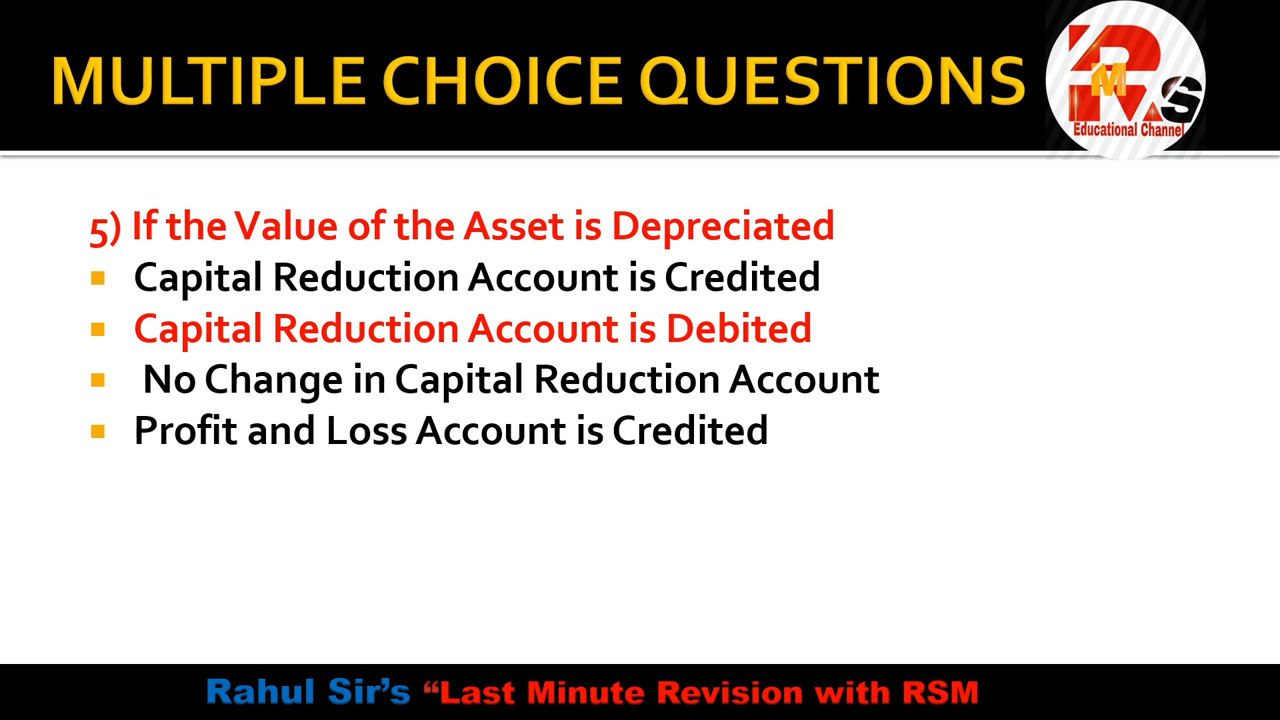 MULTIPLE CHOICE QUESTIONS
RMS
Educational Channel
5) If the Value of the Asset is Depreciated
Capital Reduction Account is Credited
Capital Reduction Account is Debited
No Change in Capital Reduction Account
Profit and Loss Account is Credited
Rahul Sir's “Last Minute Revision with RSM